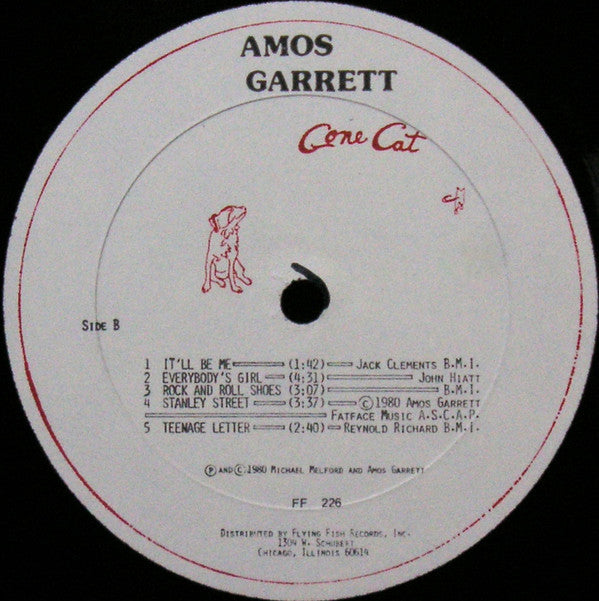 AMOS
GARRETT
Gone Cat
SIDE B
1 IT'LL BE ME (1:42) JACK CLEMENTS B.M.I.
2 EVERYBODY'S GIRL (4:31) JOHN HIATT
3 ROCK AND ROLL SHOES (3:07) B.M.I.
4 STANLEY STREET (3:37) ©1980 AMOS GARRETT
FATFACE MUSIC A.S.C.A.P.
5 TEENAGE LETTER (2:40) REYNOLD RICHARD B.M.I.
Ⓟ AND ©1980 MICHAEL MELFORD AND AMOS GARRETT
FF 226
DISTRIBUTED BY FLYING FISH RECORDS, INC.
1304 W. SCHUBERT
CHICAGO, ILLINOIS 60614